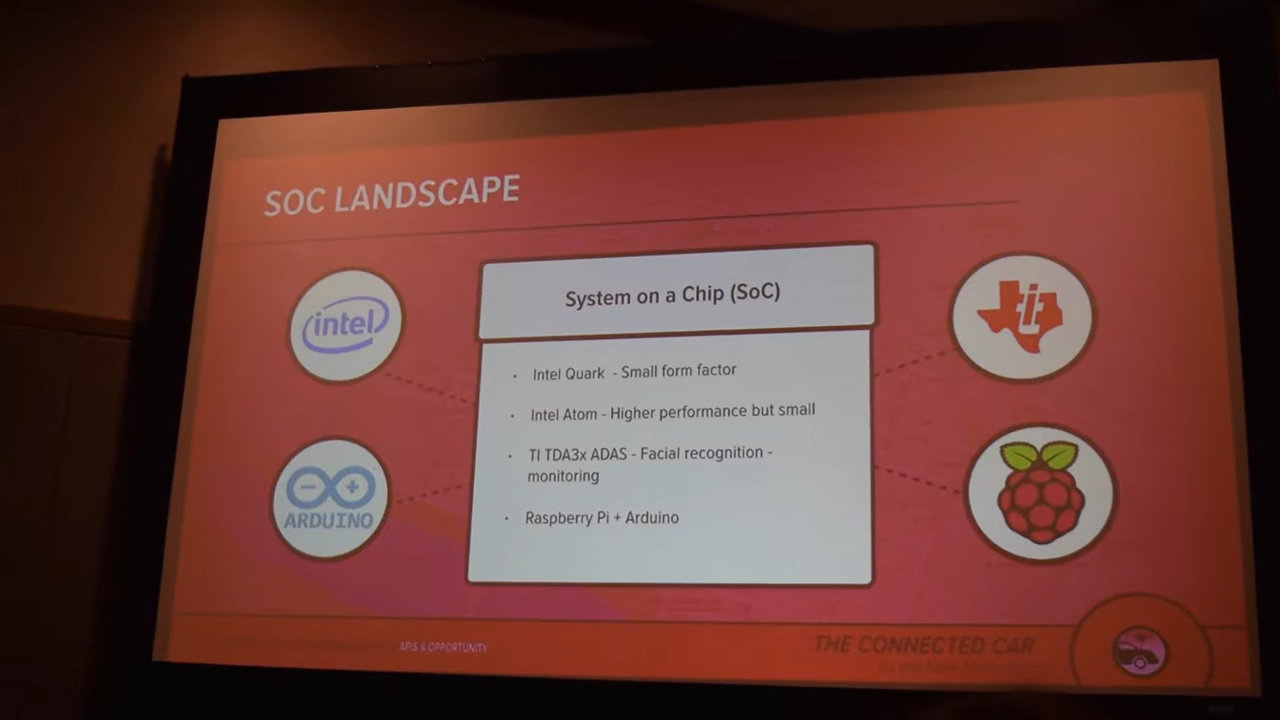 SOC LANDSCAPE
intel
System on a Chip (SoC)
· Intel Quark - Small form factor
· Intel Atom - Higher performance but small
· TI TDA3x ADAS - Facial recognition -
monitoring
· Raspberry Pi + Arduino
ARDUINO
ti
APIS & OPPORTUNITY
THE CONNECTED CAR